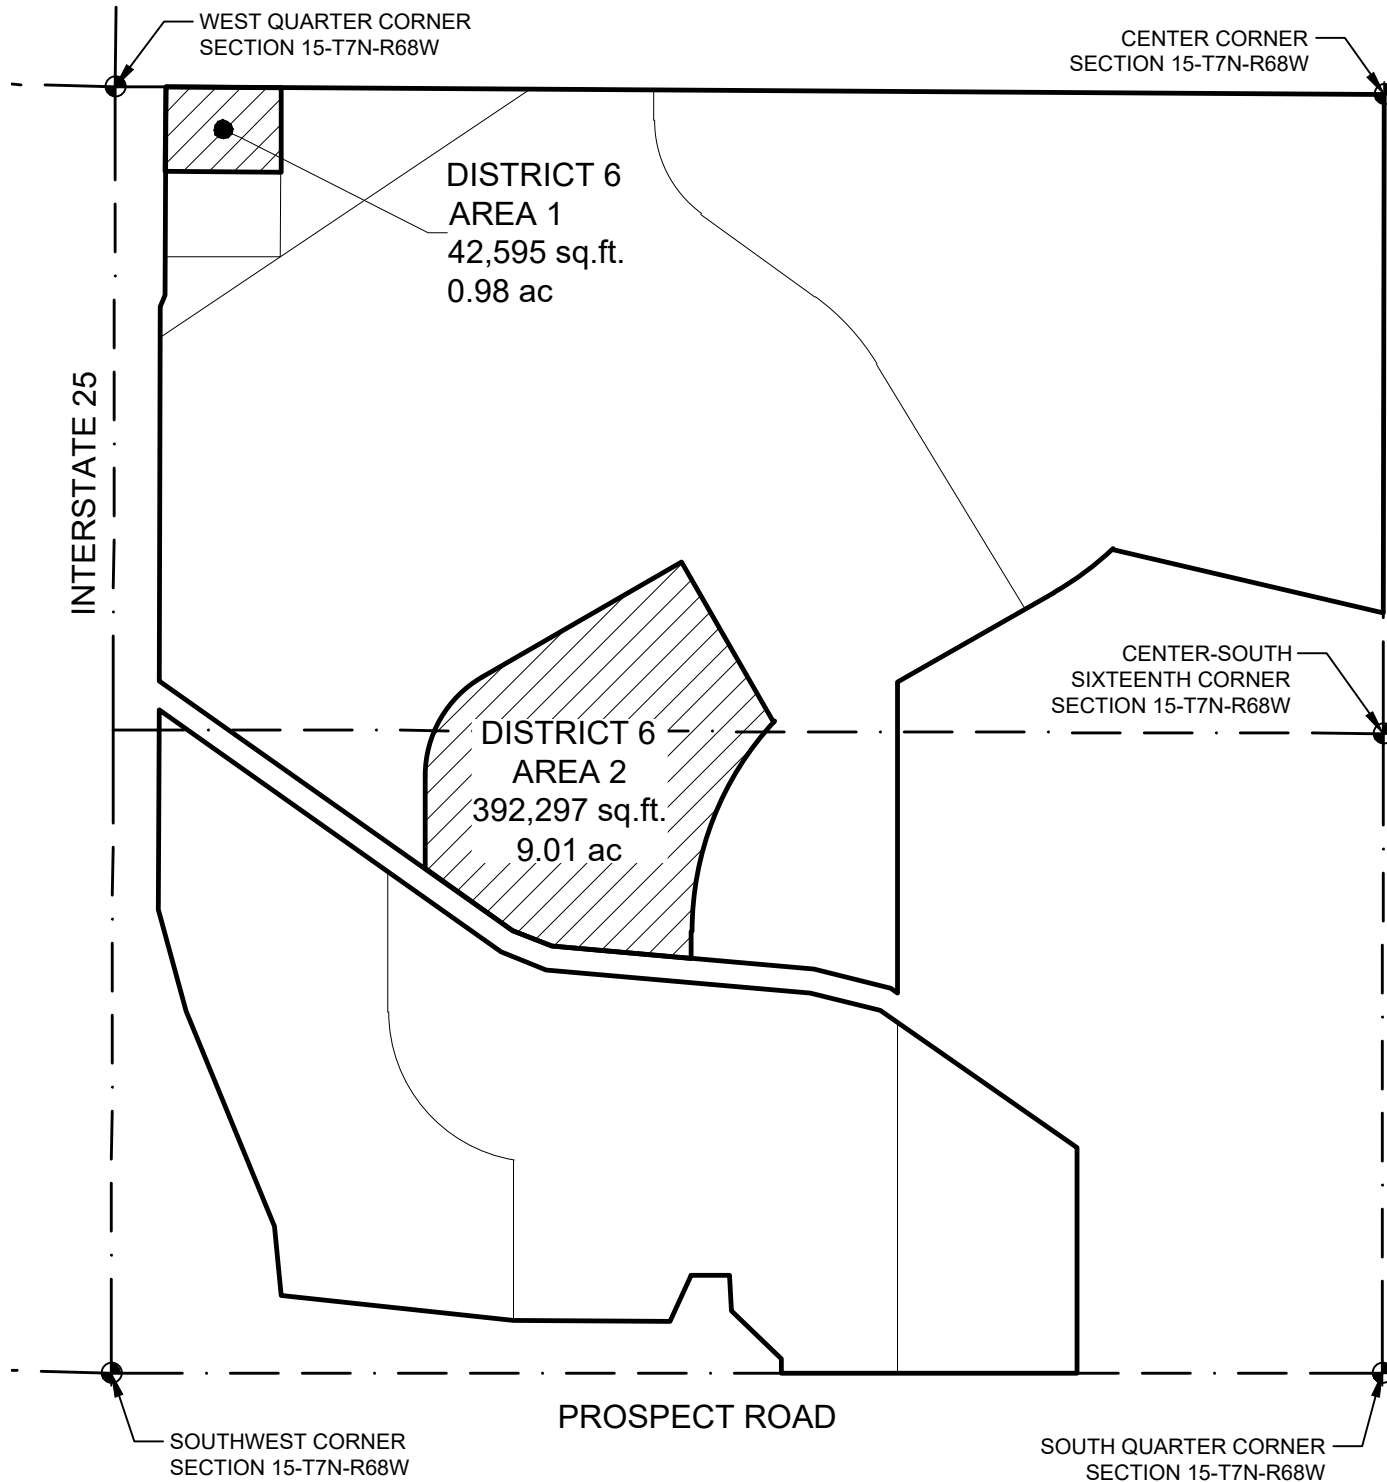 WEST QUARTER CORNER
SECTION 15-T7N-R68W
CENTER CORNER
SECTION 15-T7N-R68W
DISTRICT 6
AREA 1
42,595 sq.ft.
0.98 ac
INTERSTATE 25
CENTER-SOUTH
SIXTEENTH CORNER
SECTION 15-T7N-R68W
DISTRICT 6
AREA 2
392,297 sq.ft.
9.01 ac
PROSPECT ROAD
SOUTHWEST CORNER
SECTION 15-T7N-R68W
SOUTH QUARTER CORNER
SECTION 15-T7N-R68W